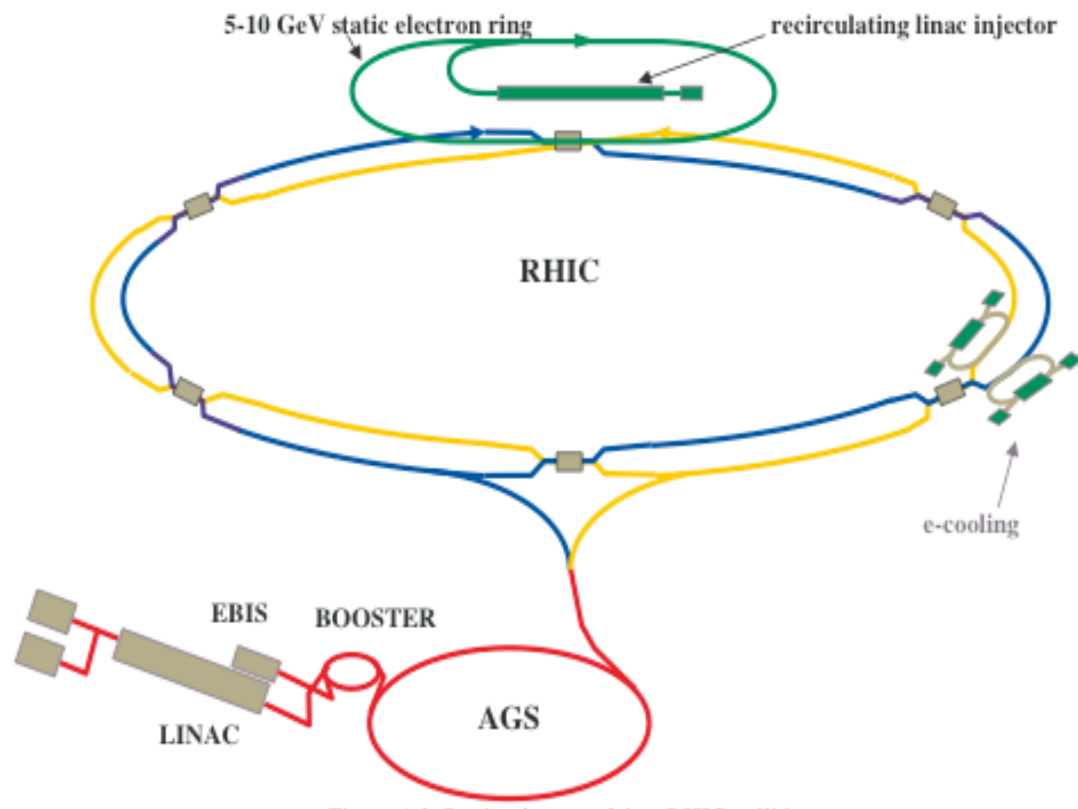 5-10 GeV static electron ring
recirculating linac injector
RHIC
e-cooling
EBIS
BOOSTER
LINAC
AGS